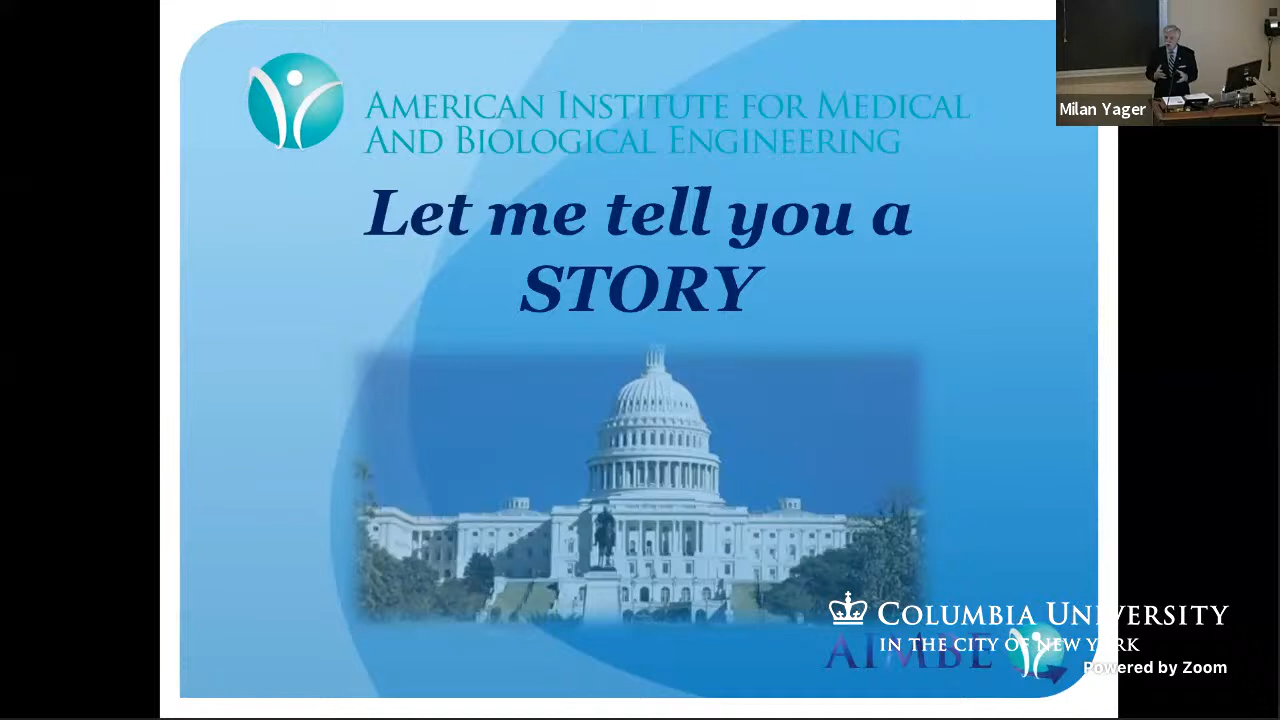 AMERICAN INSTITUTE FOR MEDICAL
AND BIOLOGICAL ENGINEERING
Let me tell you a
STORY
Milan Yager
COLUMBIA UNIVERSITY
IN THE CITY OF NEW YORK
AIMBE
Powered by Zoom